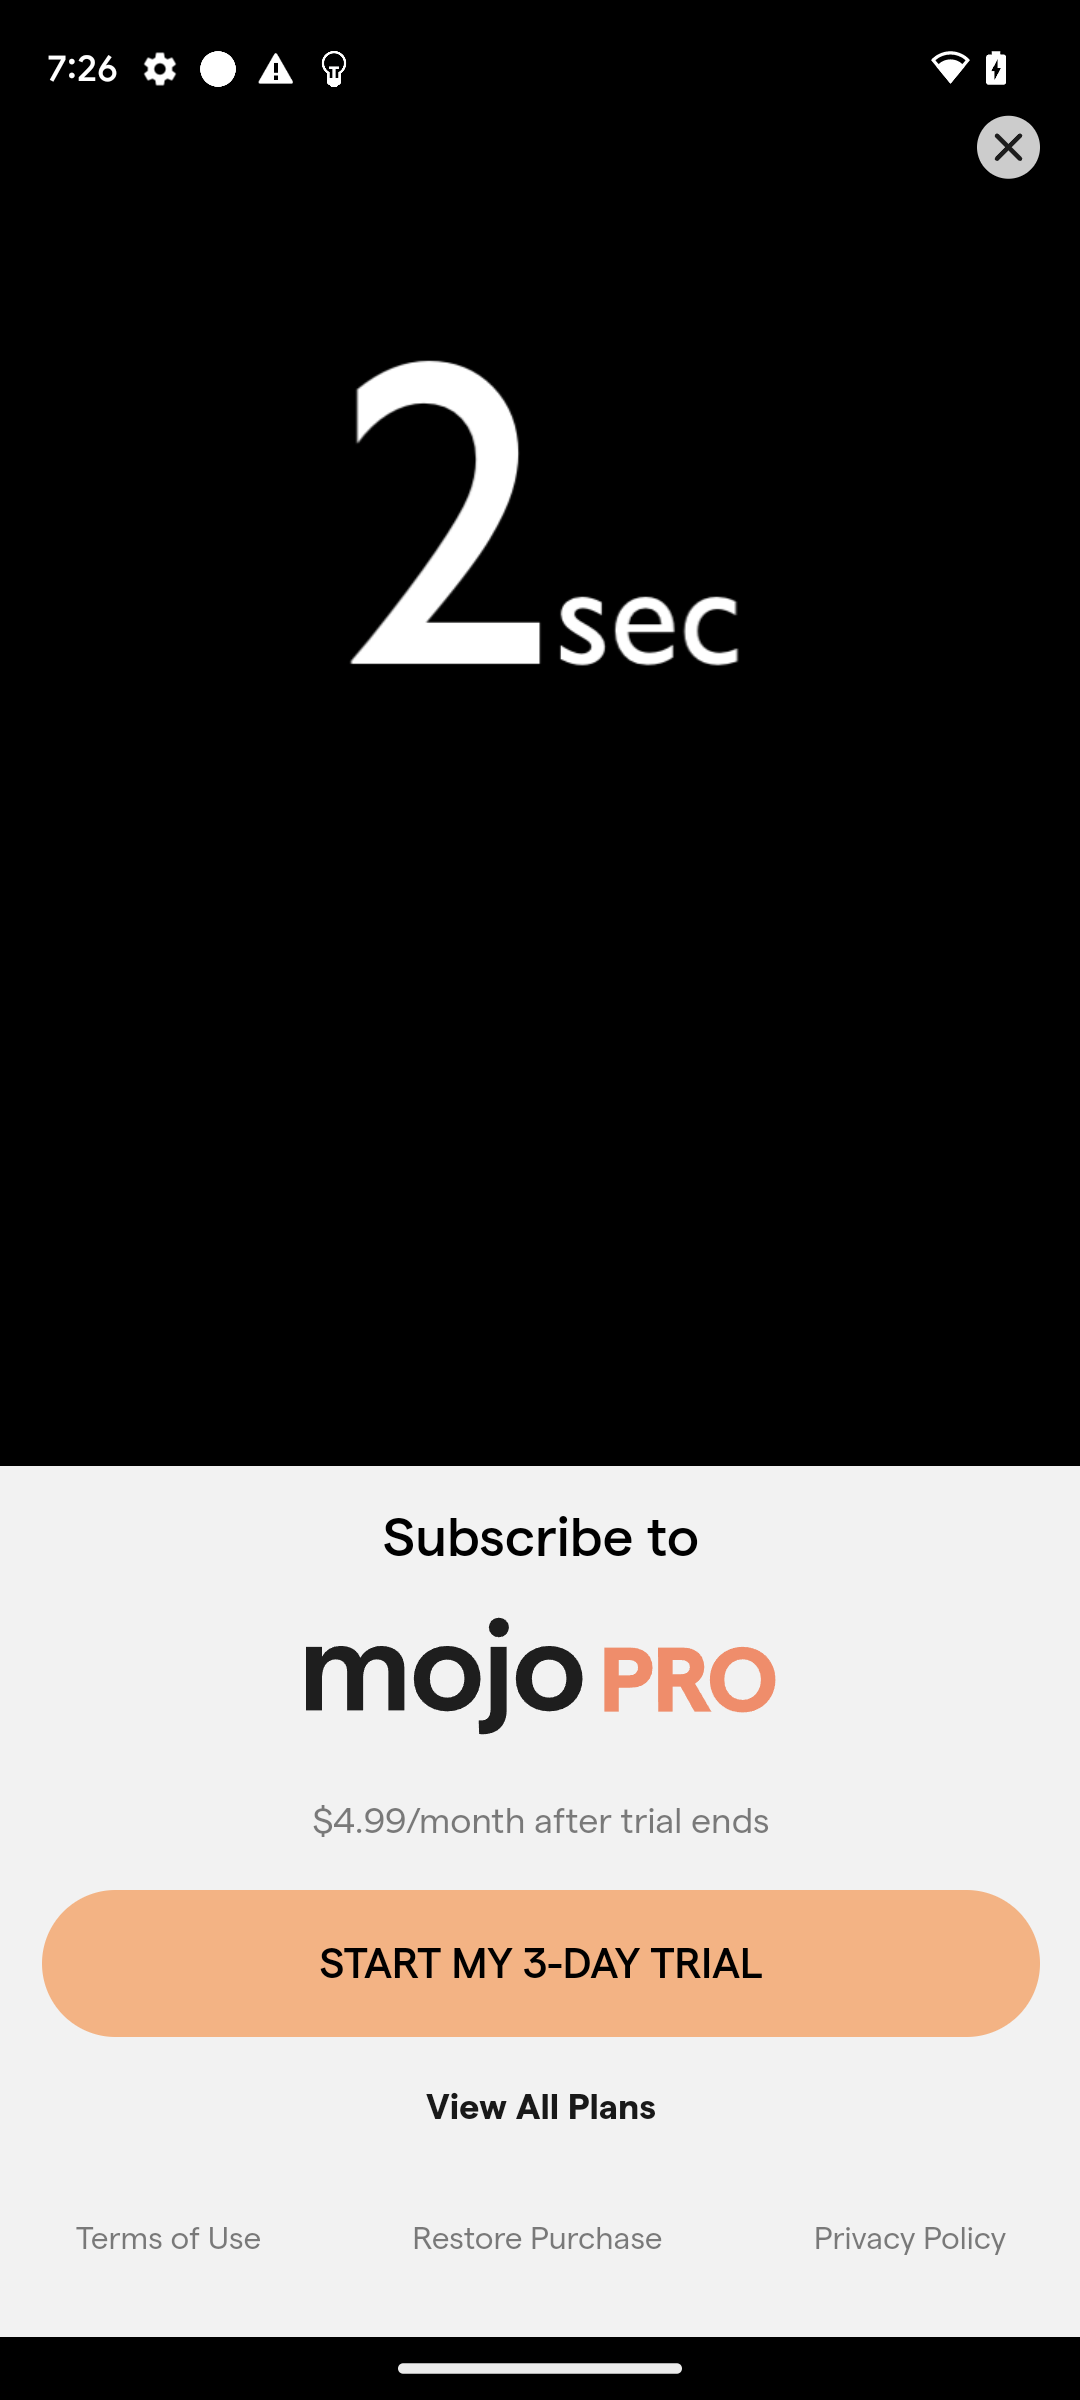 7:26
2sec
Subscribe to
mojo PRO
$4.99/month after trial ends
START MY 3-DAY TRIAL
View All Plans
Terms of Use Restore Purchase Privacy Policy